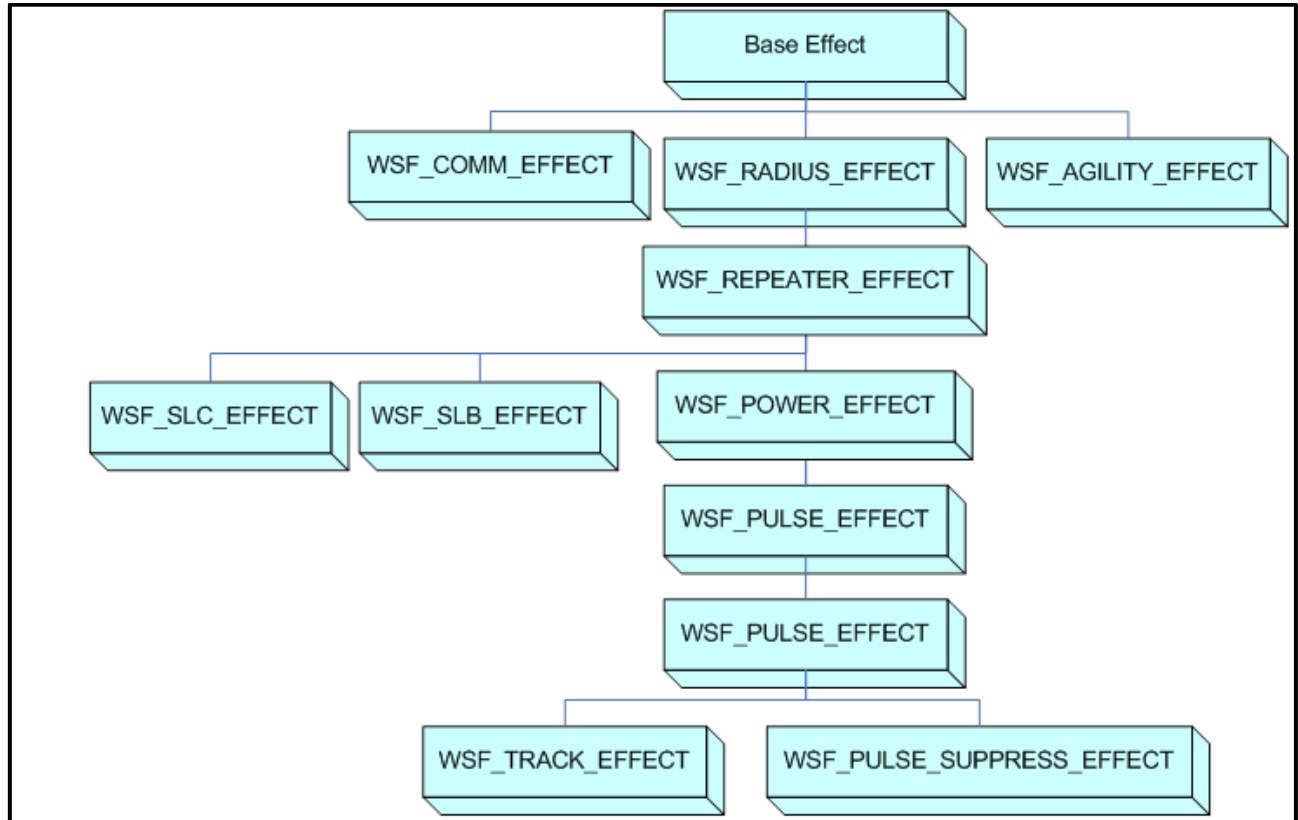 Base Effect
WSF_COMM_EFFECT
WSF_RADIUS_EFFECT
WSF_AGILITY_EFFECT
WSF_REPEATER_EFFECT
WSF_SLC_EFFECT
WSF_SLB_EFFECT
WSF_POWER_EFFECT
WSF_PULSE_EFFECT
WSF_PULSE_EFFECT
WSF_TRACK_EFFECT
WSF_PULSE_SUPPRESS_EFFECT